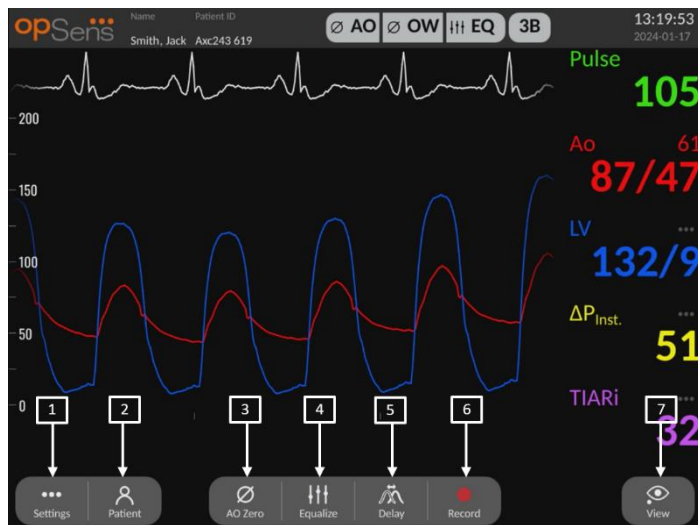 opSens
Name Patient ID
Smith, Jack Axc243 619
Ø AO Ø OW EQ 3B
13:19:53
2024-01-17
Pulse
105
Ao 61
87/47
LV ...
132/9
ΔPInst. ...
51
TIARi ...
32
200
150
100
50
0
1 2 3 4 5 6 7
Settings Patient AO Zero Equalize Delay Record View